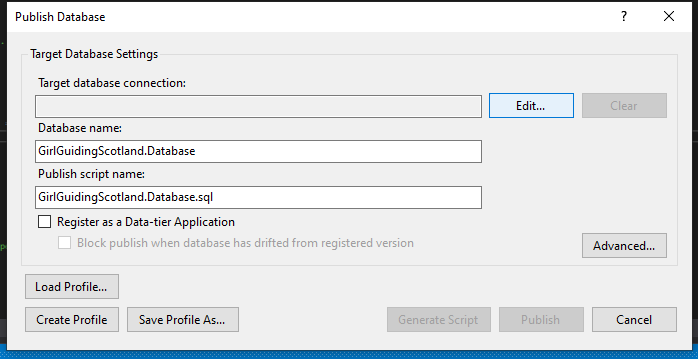 Publish Database
?
Target Database Settings
Target database connection:
Edit...
Clear
Database name:
GirlGuidingScotland.Database
Publish script name:
GirlGuidingScotland.Database.sql
Register as a Data-tier Application
Block publish when database has drifted from registered version
Advanced...
Load Profile...
Create Profile
Save Profile As...
Generate Script
Publish
Cancel